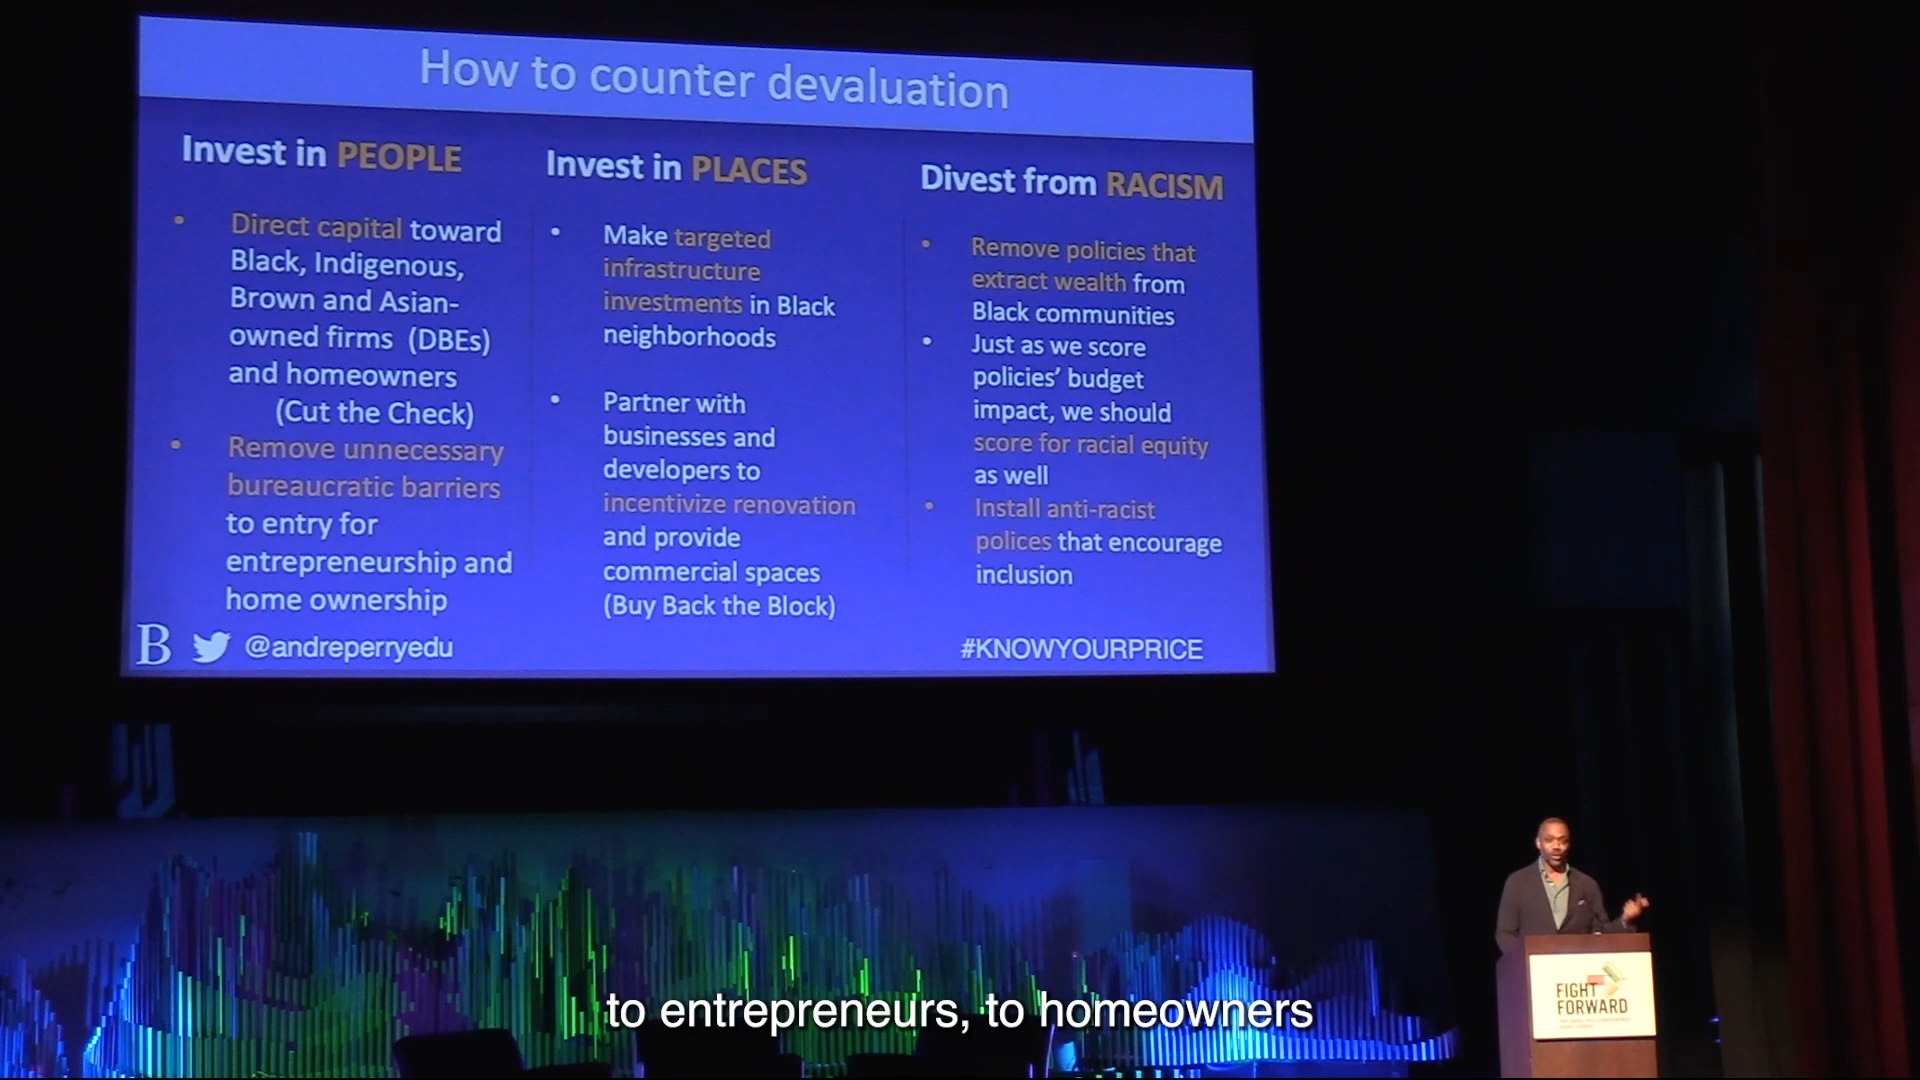 How to counter devaluation
Invest in PEOPLE
• Direct capital toward
Black, Indigenous,
Brown and Asian-
owned firms (DBEs)
and homeowners
(Cut the Check)
• Remove unnecessary
bureaucratic barriers
to entry for
entrepreneurship and
home ownership
Invest in PLACES
• Make targeted
infrastructure
investments in Black
neighborhoods
• Partner with
businesses and
developers to
incentivize renovation
and provide
commercial spaces
(Buy Back the Block)
Divest from RACISM
• Remove policies that
extract wealth from
Black communities
• Just as we score
policies’ budget
impact, we should
score for racial equity
as well
• Install anti-racist
polices that encourage
inclusion
B @andreperryedu
#KNOWYOURPRICE
FIGHT
FORWARD
to entrepreneurs, to homeowners